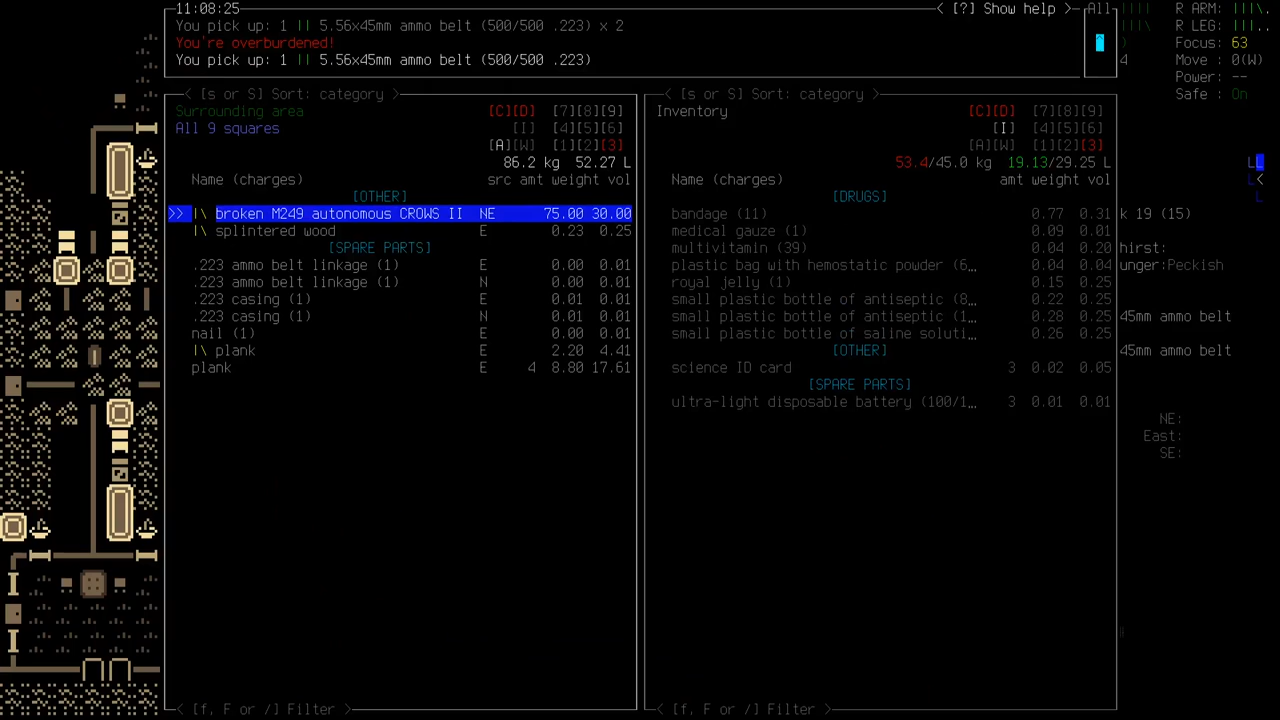 11:08:25 < [?] Show help > All
You pick up: 1 || 5.56x45mm ammo belt (500/500 .223) x 2
You're overburdened!
You pick up: 1 || 5.56x45mm ammo belt (500/500 .223)
< [s or S] Sort: category >
Surrounding area [C][D] [7][8][9]
All 9 squares [I] [4][5][6]
[A][W] [1][2][3]
86.2 kg 52.27 L
Name (charges) src amt weight vol
[OTHER]
>> |\ broken M249 autonomous CROWS II NE 75.00 30.00
|\ splintered wood E 0.23 0.25
[SPARE PARTS]
.223 ammo belt linkage (1) E 0.00 0.01
.223 ammo belt linkage (1) N 0.00 0.01
.223 casing (1) E 0.01 0.01
.223 casing (1) N 0.01 0.01
nail (1) E 0.00 0.01
|\ plank E 2.20 4.41
plank E 4 8.80 17.61
< [f, F or /] Filter >
< [s or S] Sort: category >
Inventory [C][D] [7][8][9]
[I] [4][5][6]
[A][W] [1][2][3]
53.4/45.0 kg 19.13/29.25 L
Name (charges) amt weight vol
[DRUGS]
bandage (11) 0.77 0.31
medical gauze (1) 0.09 0.01
multivitamin (39) 0.04 0.20
plastic bag with hemostatic powder (6… 0.04 0.04
royal jelly (1) 0.15 0.25
small plastic bottle of antiseptic (8… 0.22 0.25
small plastic bottle of antiseptic (1… 0.28 0.25
small plastic bottle of saline soluti… 0.26 0.25
[OTHER]
science ID card 3 0.02 0.05
[SPARE PARTS]
ultra-light disposable battery (100/1… 3 0.01 0.01
< [f, F or /] Filter >
R ARM: |||\.
R LEG: |||..
Focus: 63
Move : 0(W)
Power: --
Safe : On
k 19 (15)
hirst:
unger:Peckish
45mm ammo belt
45mm ammo belt
NE:
East:
SE: